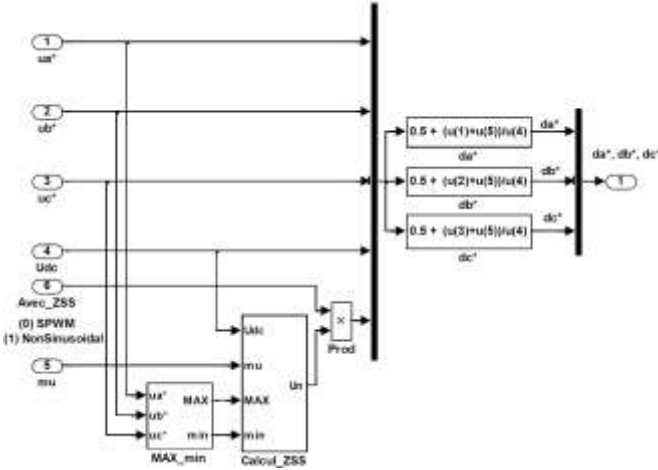 1
ua*
2
ub*
3
uc*
4
Udc
6
Avec_ZSS
(0) SPWM
(1) NonSinusoidal
5
mu
ua*
ub*
uc*
MAX
min
MAX_min
Udc
mu
MAX
min
Un
Calcul_ZSS
×
Prod
0.5 + (u(1)+u(5))/u(4)
da*
da*
0.5 + (u(2)+u(5))/u(4)
db*
db*
0.5 + (u(3)+u(5))/u(4)
dc*
dc*
da*, db*, dc*
1